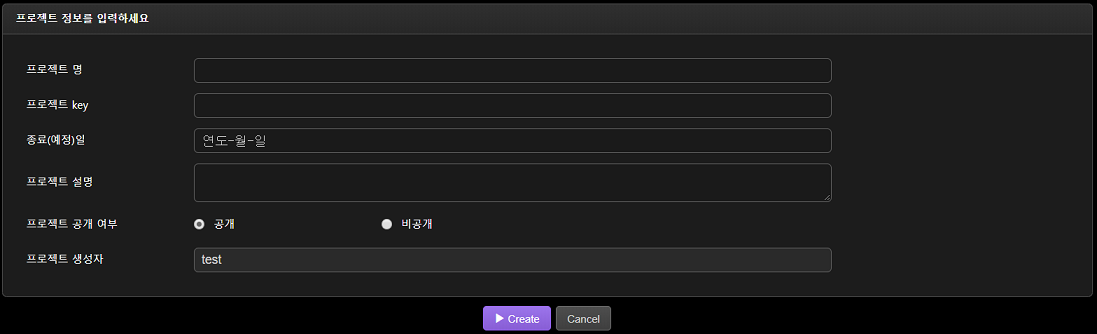 프로젝트 정보를 입력하세요
프로젝트 명
프로젝트 key
종료(예정)일 연도-월-일
프로젝트 설명
프로젝트 공개 여부 공개 비공개
프로젝트 생성자 test
Create Cancel